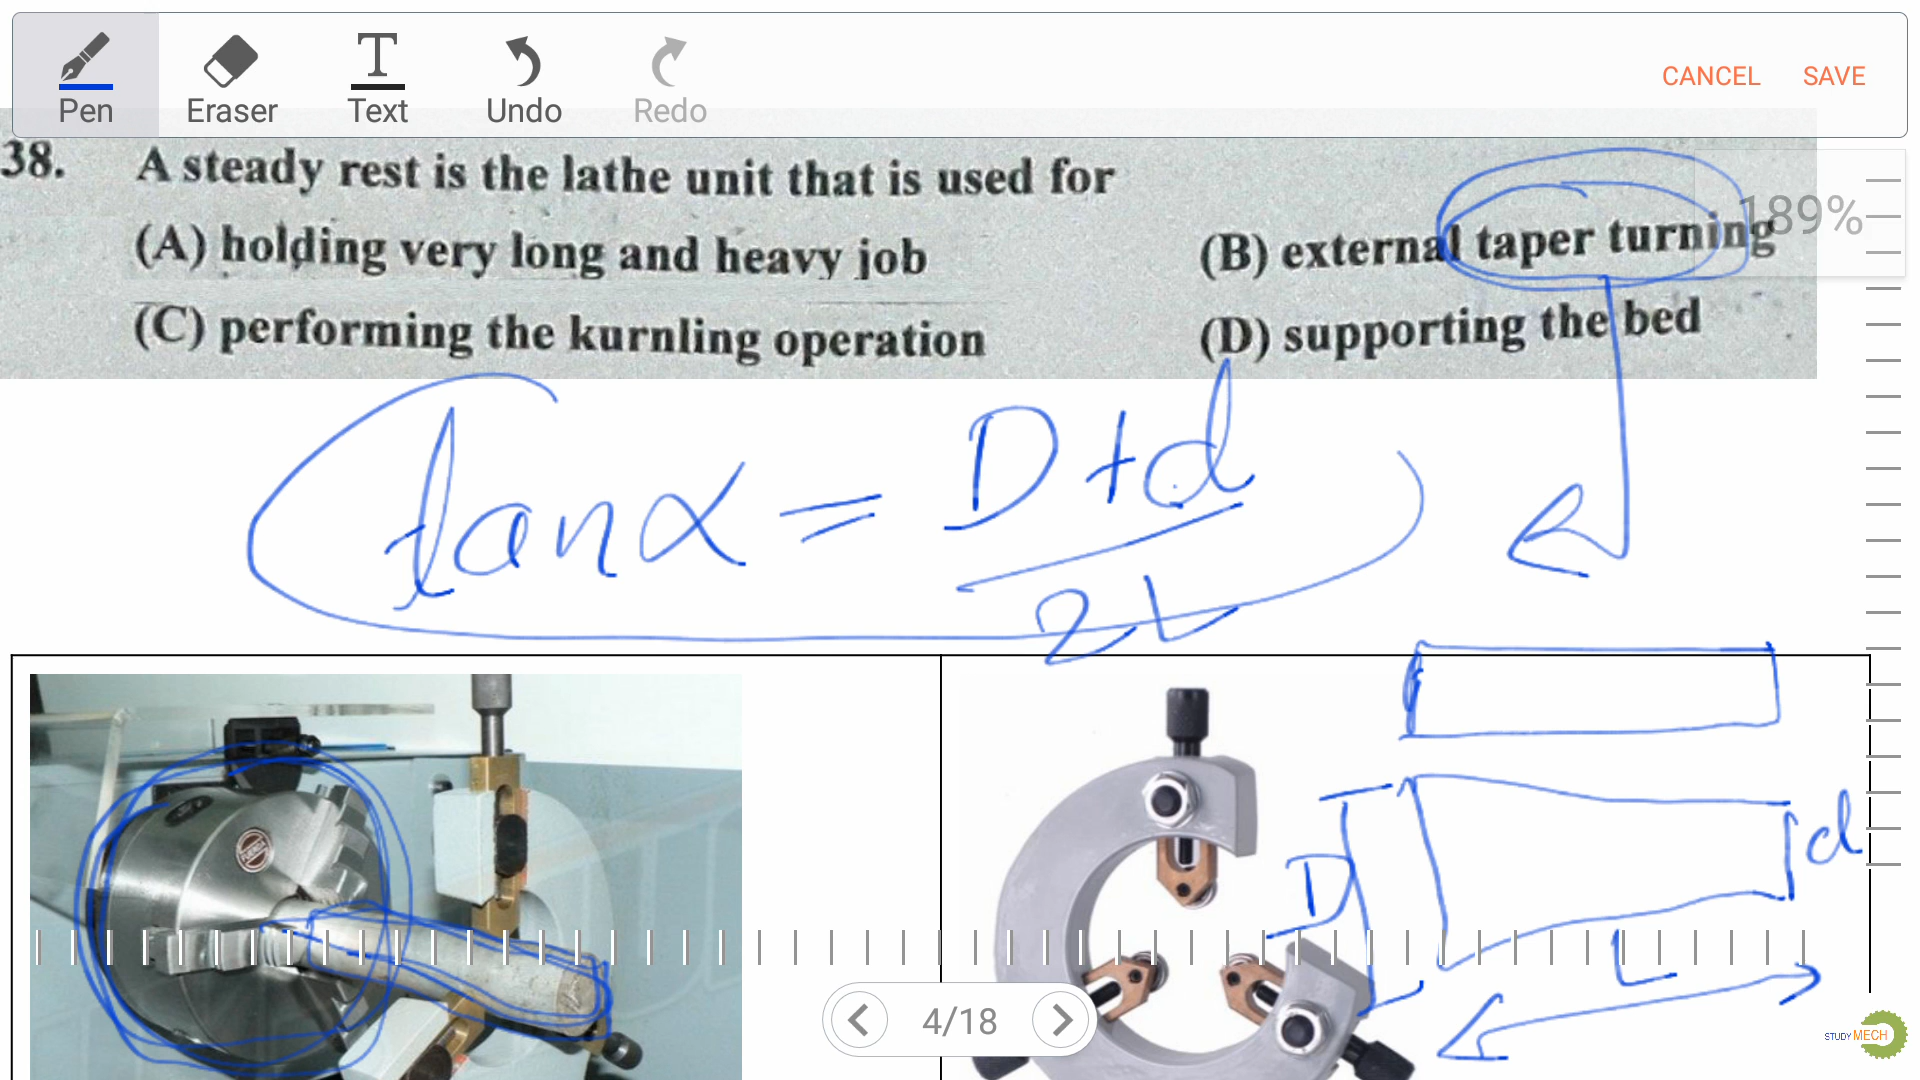 Pen Eraser Text Undo Redo CANCEL SAVE
189%
38. A steady rest is the lathe unit that is used for
(A) holding very long and heavy job (B) external taper turning
(C) performing the kurnling operation (D) supporting the bed
tanα = D+d
2L
D
d
L
4/18
STUDY MECH